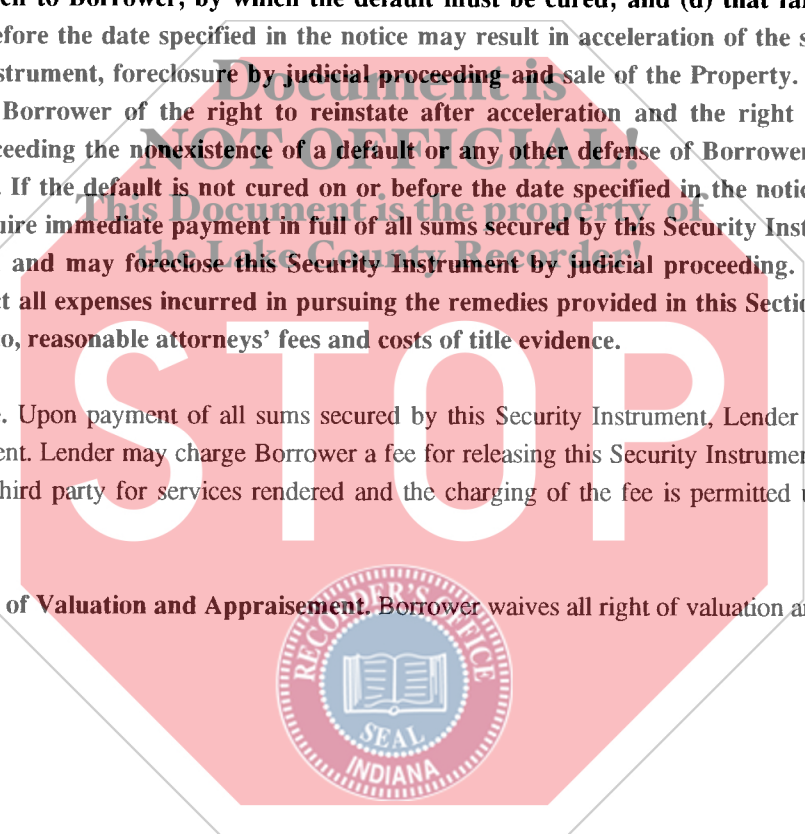 en to Borrower, by which the default must be cured; and (d) that fai
efore the date specified in the notice may result in acceleration of the s
strument, foreclosure by judicial proceeding and sale of the Property.
Borrower of the right to reinstate after acceleration and the right
ceeding the nonexistence of a default or any other defense of Borrower
. If the default is not cured on or before the date specified in the notic
uire immediate payment in full of all sums secured by this Security Inst
and may foreclose this Security Instrument by judicial proceeding.
ct all expenses incurred in pursuing the remedies provided in this Sectio
o, reasonable attorneys’ fees and costs of title evidence.
e. Upon payment of all sums secured by this Security Instrument, Lender
ent. Lender may charge Borrower a fee for releasing this Security Instrumen
hird party for services rendered and the charging of the fee is permitted u
of Valuation and Appraisement. Borrower waives all right of valuation a
Document is
NOT OFFICIAL!
This Document is the property of
the Lake County Recorder!
STOP
RECORDER'S OFFICE
SEAL
INDIANA